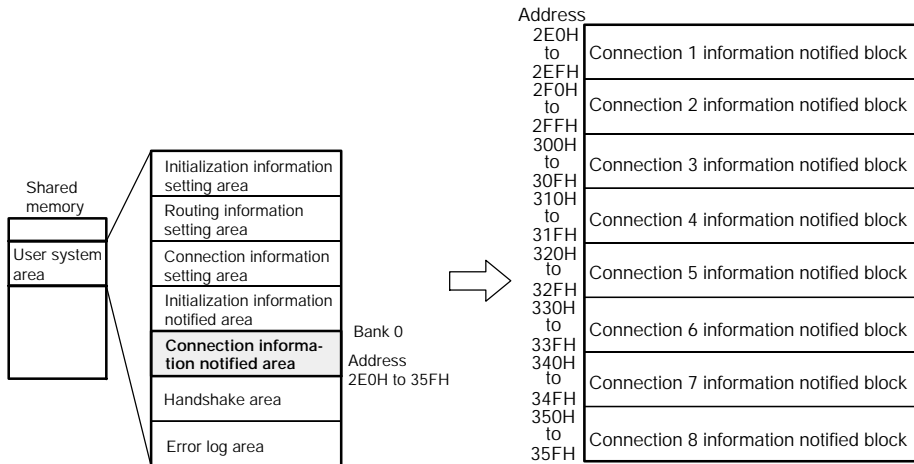 Shared
memory
User system
area
Initialization information
setting area
Routing information
setting area
Connection information
setting area
Initialization information
notified area
Connection informa-
tion notified area
Handshake area
Error log area
Bank 0
Address
2E0H to 35FH
Address
2E0H
to
2EFH
Connection 1 information notified block
2F0H
to
2FFH
Connection 2 information notified block
300H
to
30FH
Connection 3 information notified block
310H
to
31FH
Connection 4 information notified block
320H
to
32FH
Connection 5 information notified block
330H
to
33FH
Connection 6 information notified block
340H
to
34FH
Connection 7 information notified block
350H
to
35FH
Connection 8 information notified block